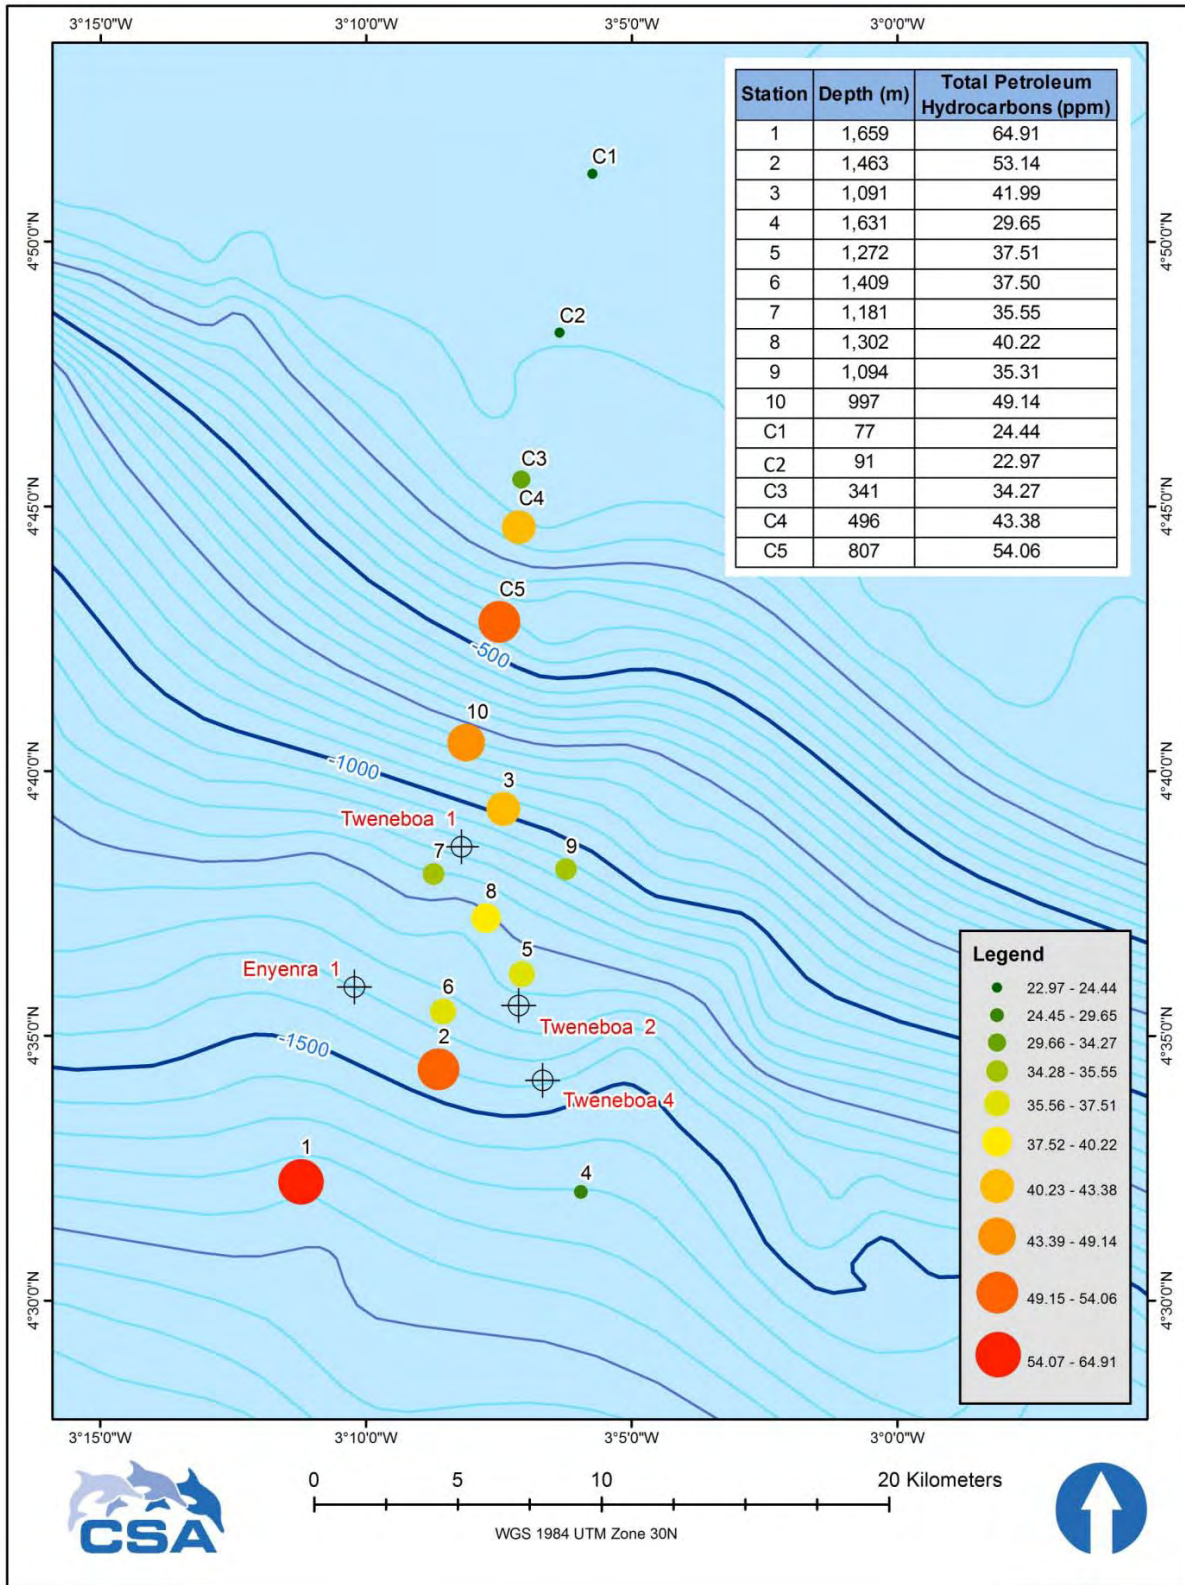 3°15'0"W 3°10'0"W 3°5'0"W 3°0'0"W
Station Depth (m) Total Petroleum Hydrocarbons (ppm)
1 1,659 64.91
2 1,463 53.14
3 1,091 41.99
4 1,631 29.65
5 1,272 37.51
6 1,409 37.50
7 1,181 35.55
8 1,302 40.22
9 1,094 35.31
10 997 49.14
C1 77 24.44
C2 91 22.97
C3 341 34.27
C4 496 43.38
C5 807 54.06
C1
4°50'0"N 4°50'0"N
C2
C3
C4
4°45'0"N 4°45'0"N
C5
-500
10
-1000
4°40'0"N 4°40'0"N
3
Tweneboa 1
7
9
8
5
Enyenra 1
6
Tweneboa 2
2
-1500
4°35'0"N 4°35'0"N
Tweneboa 4
1
4
4°30'0"N 4°30'0"N
Legend
22.97 - 24.44
24.45 - 29.65
29.66 - 34.27
34.28 - 35.55
35.56 - 37.51
37.52 - 40.22
40.23 - 43.38
43.39 - 49.14
49.15 - 54.06
54.07 - 64.91
3°15'0"W 3°10'0"W 3°5'0"W 3°0'0"W
CSA
0 5 10 20 Kilometers
WGS 1984 UTM Zone 30N